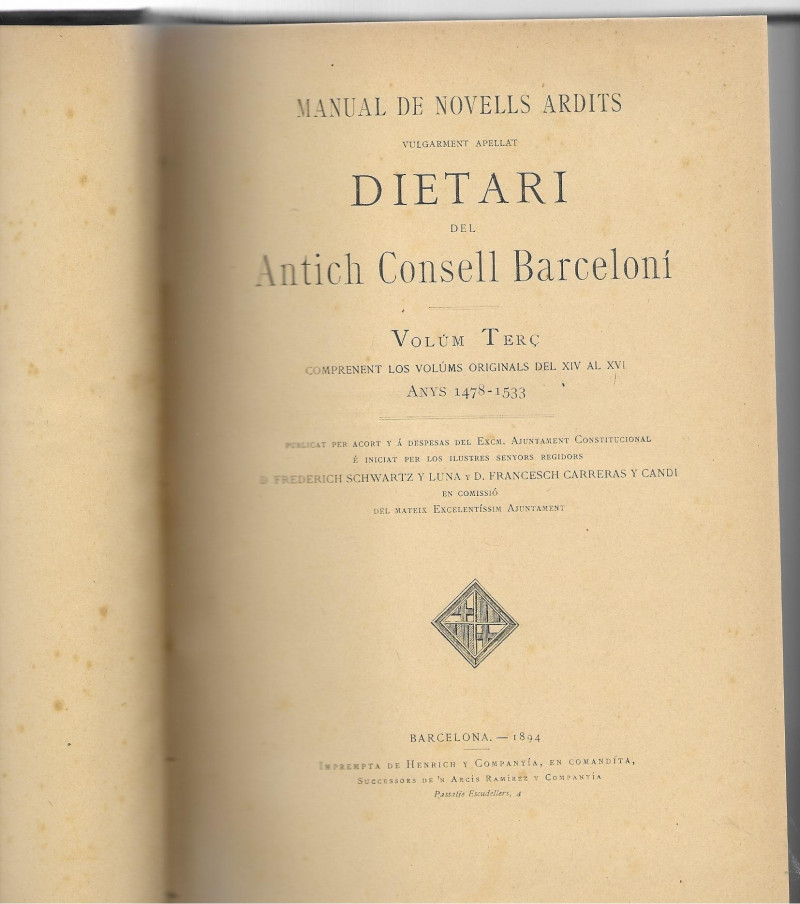 MANUAL DE NOVELLS ARDITS
VULGARMENT APELLAT
DIETARI
DEL
Antich Consell Barceloní
VOLÚM TERÇ
COMPRENENT LOS VOLÚMS ORIGINALS DEL XIV AL XVI
ANYS 1478-1533
PUBLICAT PER ACORT Y Á DESPESAS DEL EXCM. AJUNTAMENT CONSTITUCIONAL
É INICIAT PER LOS ILUSTRES SENYORS REGIDORS
D. FREDERICH SCHWARTZ Y LUNA Y D. FRANCESCH CARRERAS Y CANDI
EN COMISSIÓ
DEL MATEIX EXCELENTÍSSIM AJUNTAMENT
BARCELONA. — 1894
IMPREMPTA DE HENRICH Y COMPANYÍA, EN COMANDÍTA,
SUCCESSORS DE 'N ARCÍS RAMÍREZ Y COMPANYÍA
Passatje Escudellers, 4